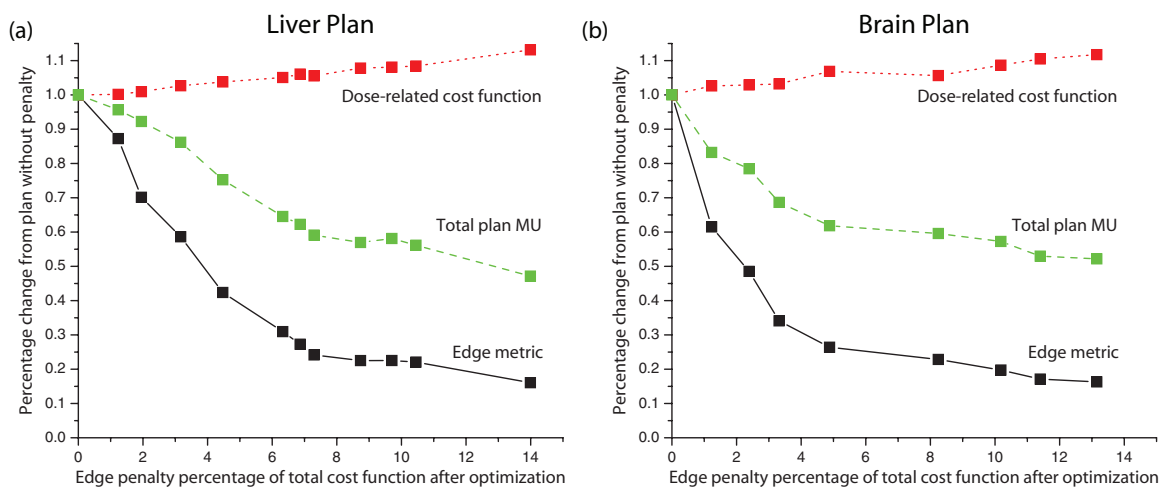 (a)
Liver Plan
Percentage change from plan without penalty
1.1
1.0
0.9
0.8
0.7
0.6
0.5
0.4
0.3
0.2
0.1
0.0
Dose-related cost function
Total plan MU
Edge metric
0 2 4 6 8 10 12 14
Edge penalty percentage of total cost function after optimization
(b)
Brain Plan
Percentage change from plan without penalty
1.1
1.0
0.9
0.8
0.7
0.6
0.5
0.4
0.3
0.2
0.1
0.0
Dose-related cost function
Total plan MU
Edge metric
0 2 4 6 8 10 12 14
Edge penalty percentage of total cost function after optimization